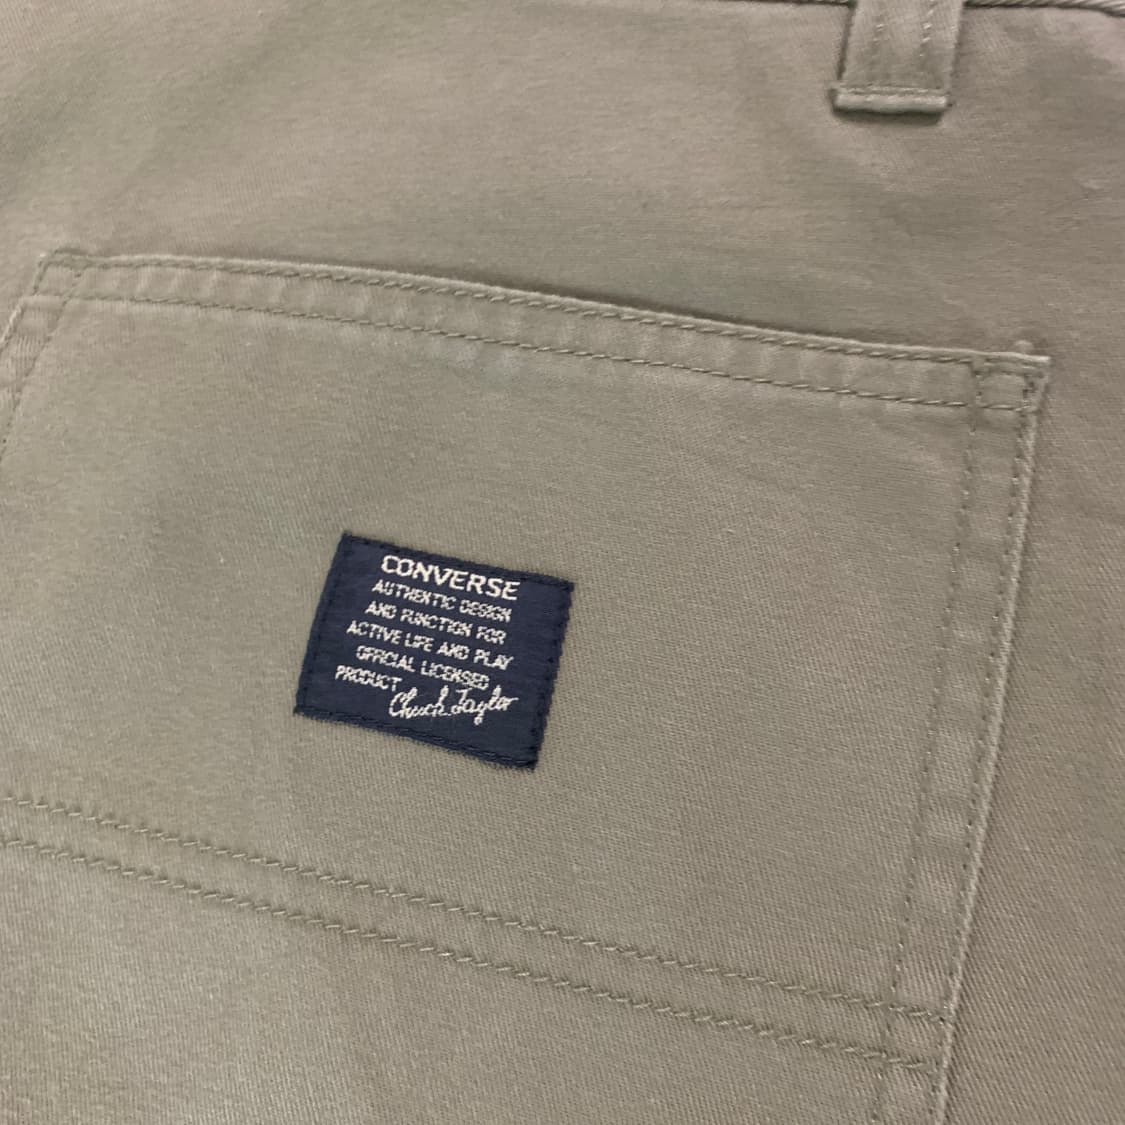 CONVERSE
AUTHENTIC DESIGN
AND FUNCTION FOR
ACTIVE LIFE AND PLAY
OFFICIAL LICENSED
PRODUCT Chuck Taylor